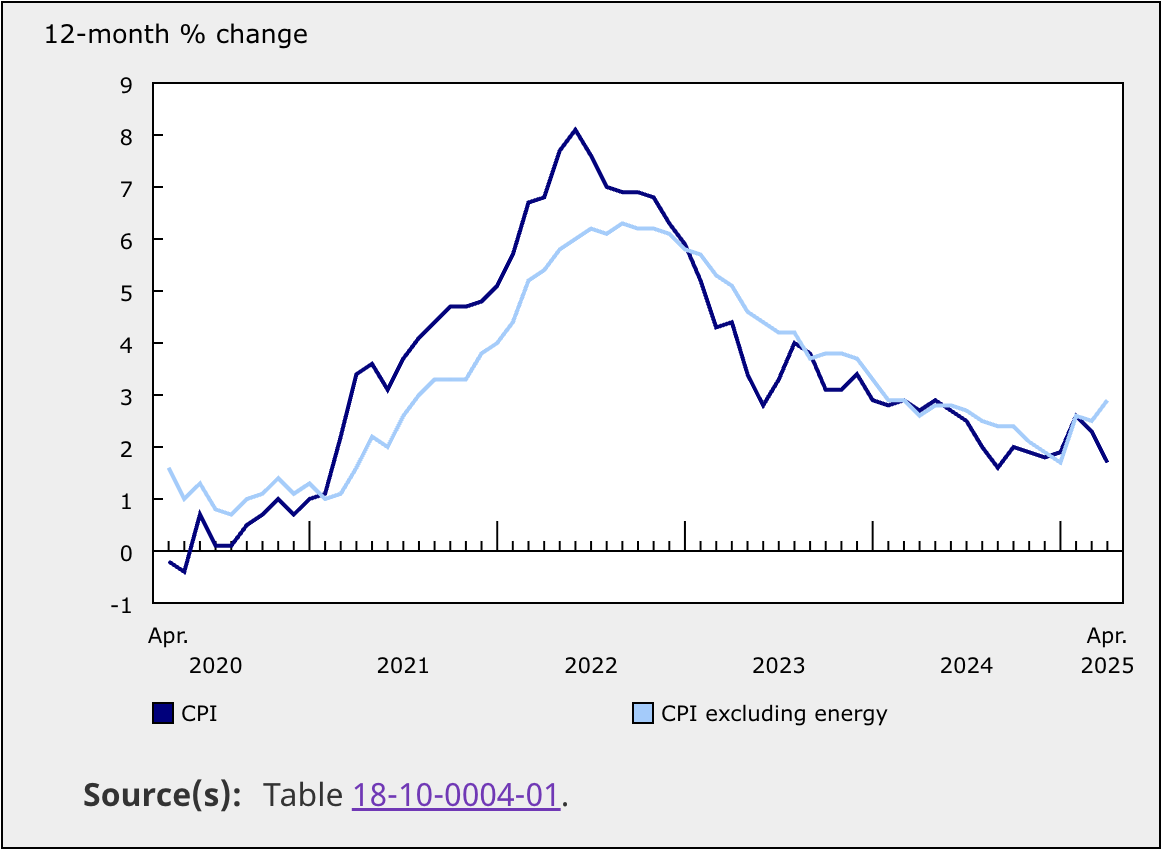 12-month % change
9
8
7
6
5
4
3
2
1
0
-1
Apr. Apr.
2020 2021 2022 2023 2024 2025
CPI CPI excluding energy
Source(s): Table 18-10-0004-01.